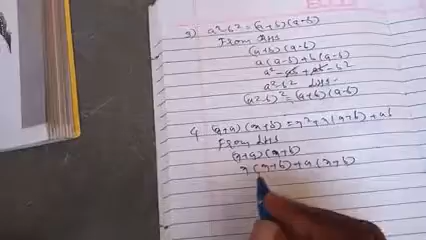 3) a²-b² = (a+b)(a-b)
From RHS
(a+b)(a-b)
a(a-b)+b(a-b)
a²-ab+ab-b²
a²-b² LHS
(a²-b²) = (a+b)(a-b)
4 (x+a)(x+b) = x²+x(a+b)+ab
From LHS
(x+a)(x+b)
x(x+b)+a(x+b)